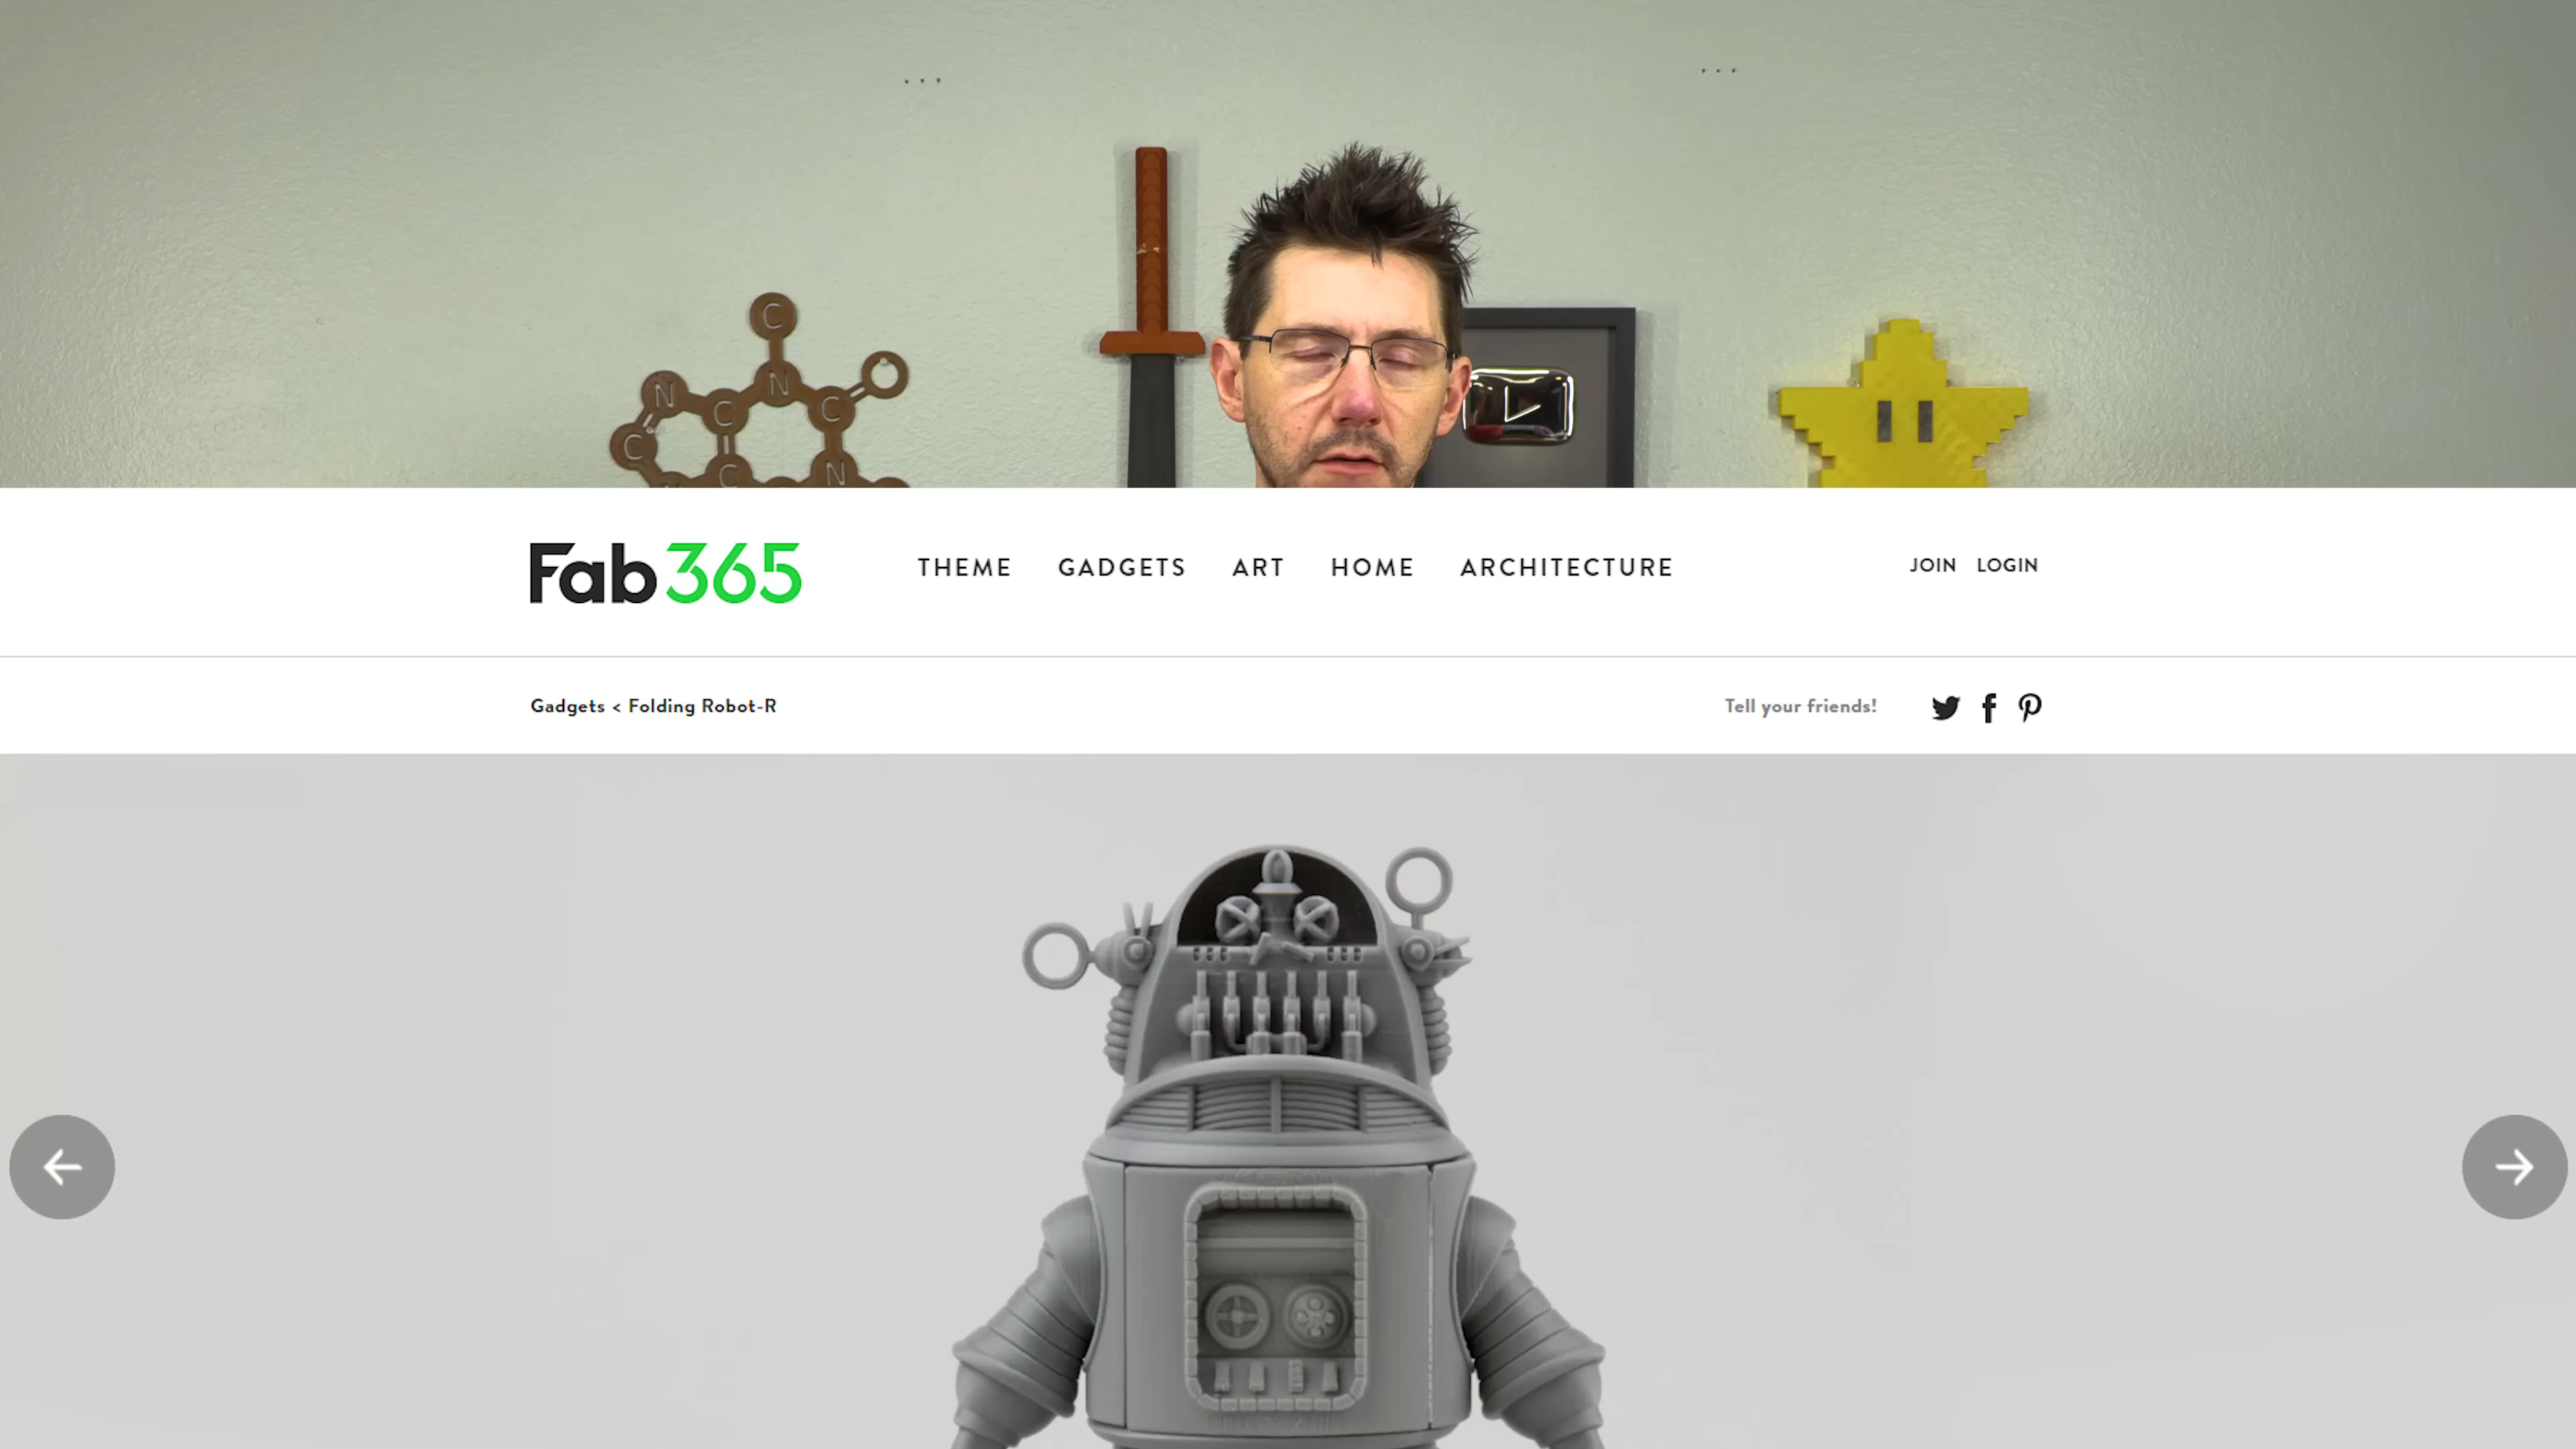 C
N
N
C
C
O
C
C
N
Fab365
THEME GADGETS ART HOME ARCHITECTURE
JOIN LOGIN
Gadgets < Folding Robot-R
Tell your friends!